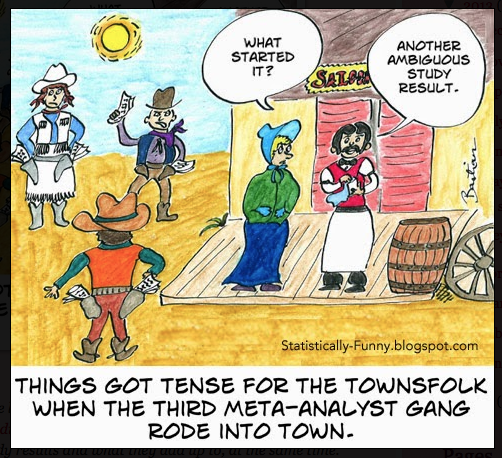 WHAT
STARTED
IT?
ANOTHER
AMBIGUOUS
STUDY
RESULT.
SALOON
Bastian
Statistically-Funny.blogspot.com
THINGS GOT TENSE FOR THE TOWNSFOLK
WHEN THE THIRD META-ANALYST GANG
RODE INTO TOWN.